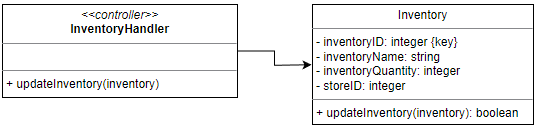 <<controller>>
InventoryHandler
+ updateInventory(inventory)
Inventory
- inventoryID: integer {key}
- inventoryName: string
- inventoryQuantity: integer
- storeID: integer
+ updateInventory(inventory): boolean